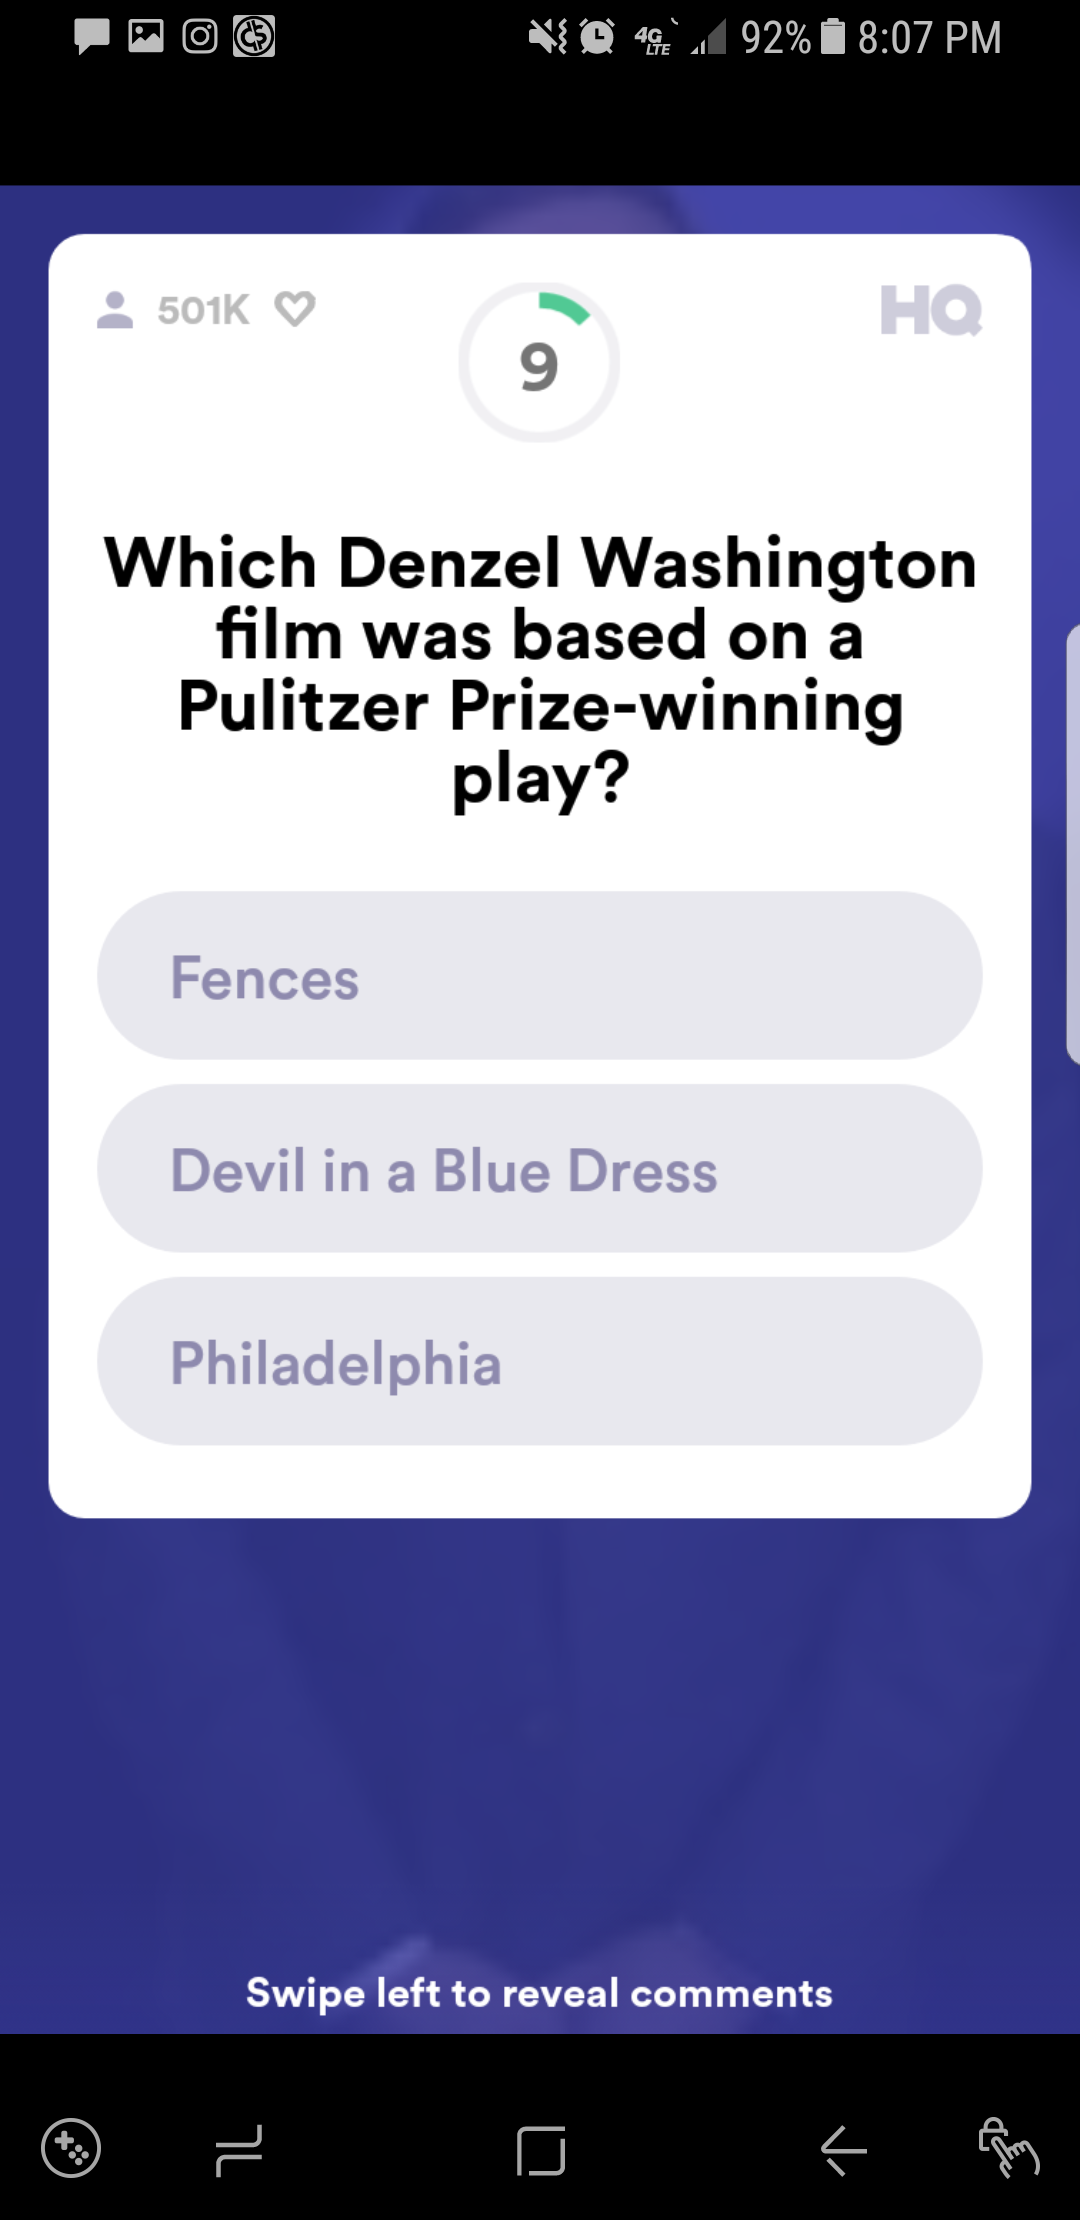 4G LTE 92% 8:07 PM
501K 9 HQ
Which Denzel Washington
film was based on a
Pulitzer Prize-winning
play?
Fences
Devil in a Blue Dress
Philadelphia
Swipe left to reveal comments